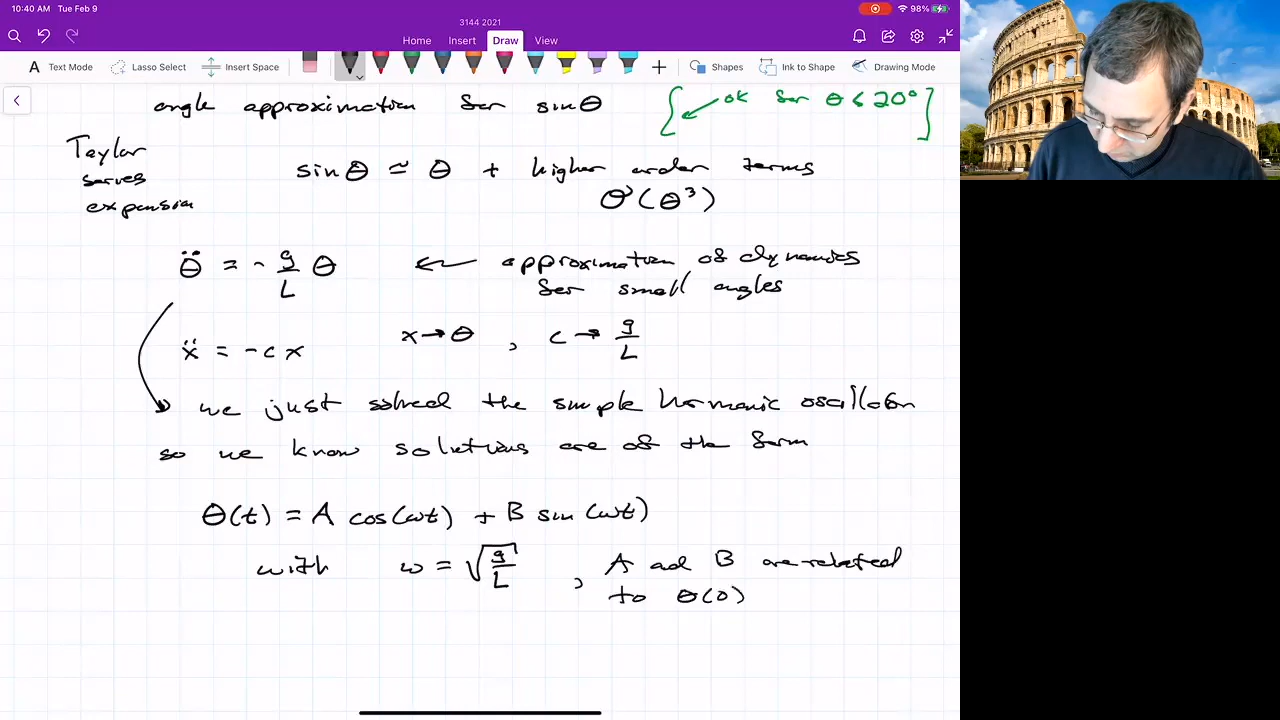 10:40 AM Tue Feb 9
98%
3144 2021
Home Insert Draw View
A Text Mode Lasso Select Insert Space Shapes Ink to Shape Drawing Mode
angle approximation for sinθ [← ok for θ < 20°]
Taylor
series
expansion
sinθ ≃ θ + higher order terms
O(θ³)
θ̈ = - g/L θ ← approximation of dynamics
for small angles
ẍ = -c x x → θ , c → g/L
we just solved the simple harmonic oscillator
so we know solutions are of the form
θ(t) = A cos(ωt) + B sin(ωt)
with ω = √(g/L) , A and B are related
to θ(0)